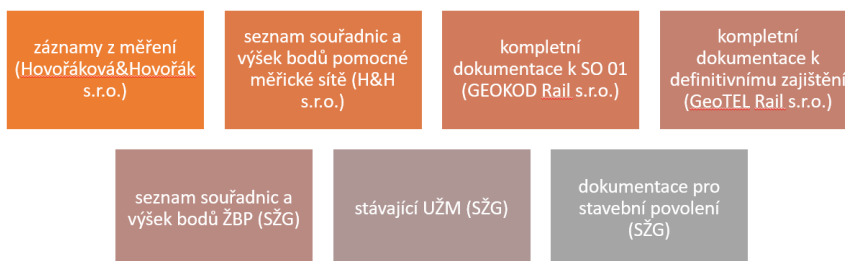 záznamy z měření
(Hovořáková&Hovořák
s.r.o.)
seznam souřadnic a
výšek bodů pomocné
měřické sítě (H&H
s.r.o.)
kompletní
dokumentace k SO 01
(GEOKOD Rail s.r.o.)
kompletní
dokumentace k
definitivnímu zajištění
(GeoTEL Rail s.r.o.)
seznam souřadnic a
výšek bodů ŽBP (SŽG)
stávající UŽM (SŽG)
dokumentace pro
stavební povolení
(SŽG)